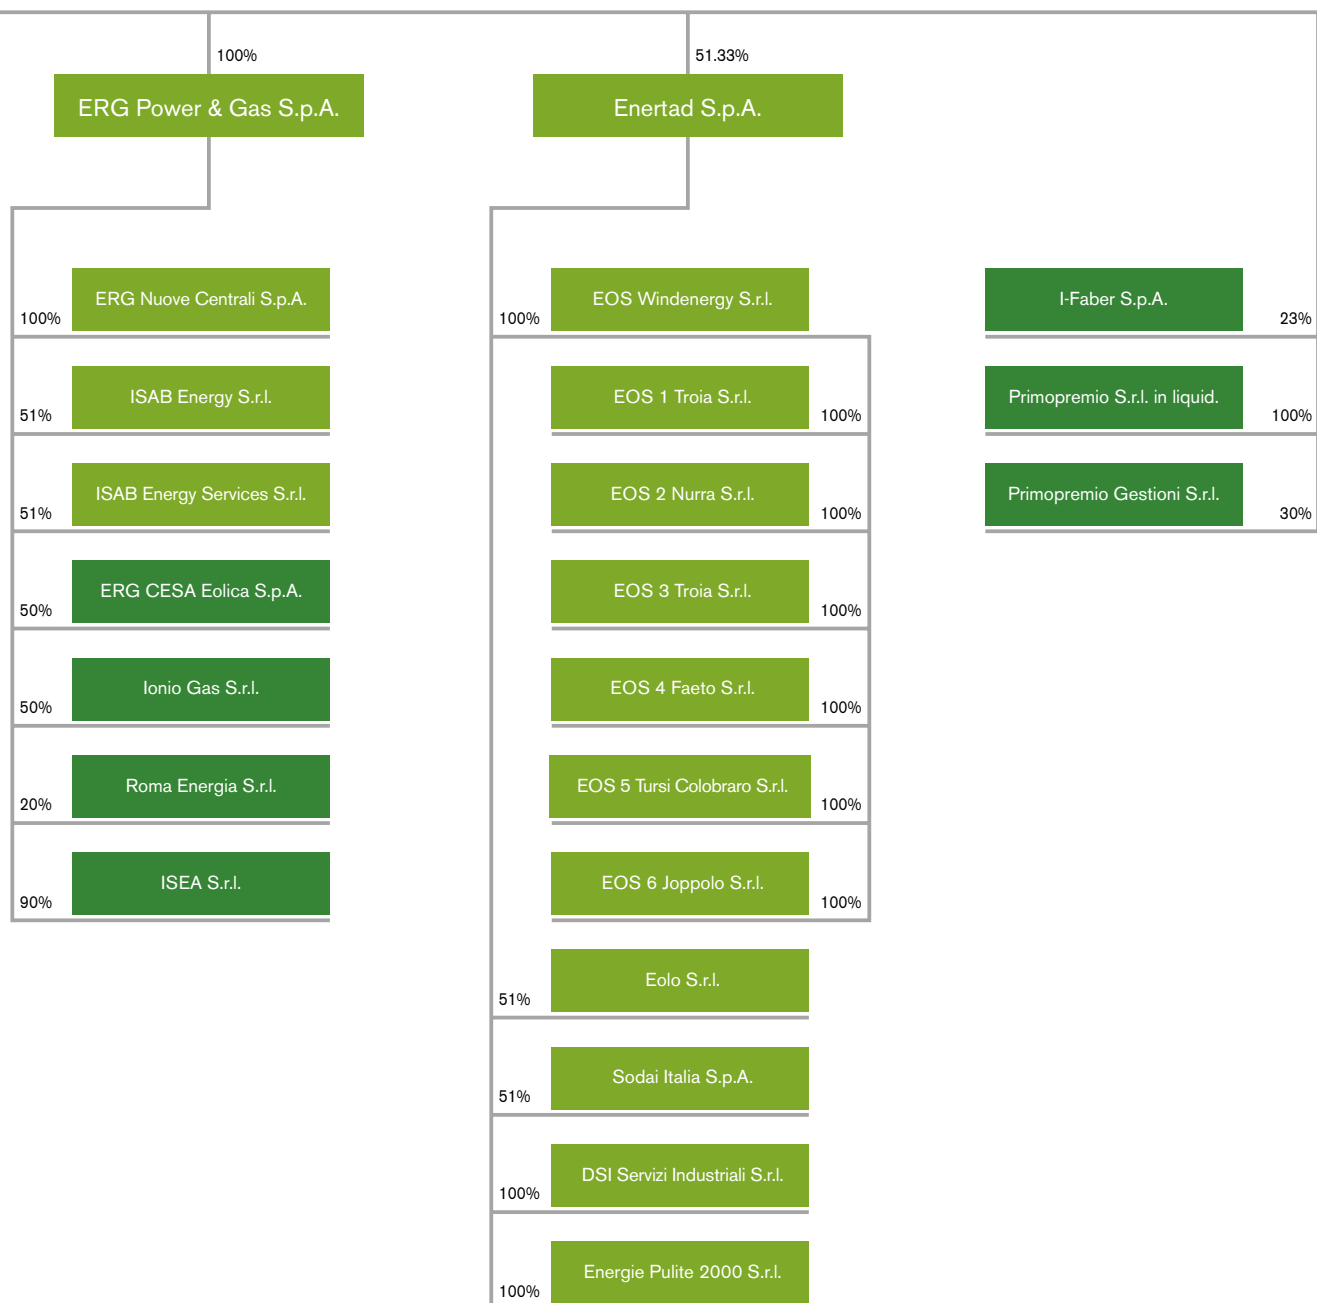 100%
ERG Power & Gas S.p.A.
ERG Nuove Centrali S.p.A.
100%
ISAB Energy S.r.l.
51%
ISAB Energy Services S.r.l.
51%
ERG CESA Eolica S.p.A.
50%
Ionio Gas S.r.l.
50%
Roma Energia S.r.l.
20%
ISEA S.r.l.
90%
51.33%
Enertad S.p.A.
EOS Windenergy S.r.l.
100%
EOS 1 Troia S.r.l.
100%
EOS 2 Nurra S.r.l.
100%
EOS 3 Troia S.r.l.
100%
EOS 4 Faeto S.r.l.
100%
EOS 5 Tursi Colobraro S.r.l.
100%
EOS 6 Joppolo S.r.l.
100%
Eolo S.r.l.
51%
Sodai Italia S.p.A.
51%
DSI Servizi Industriali S.r.l.
100%
Energie Pulite 2000 S.r.l.
100%
I-Faber S.p.A.
23%
Primopremio S.r.l. in liquid.
100%
Primopremio Gestioni S.r.l.
30%